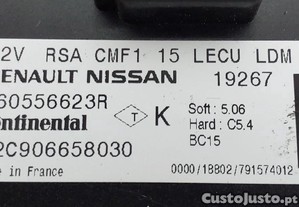 2V RSA CMF1 15 LECU LDM
RENAULT NISSAN 19267
60556623R
Continental
T K
Soft : 5.06
Hard : C5.4
BC15
2C906658030
0000/18802/791574012
e in France
CustoJusto.pt